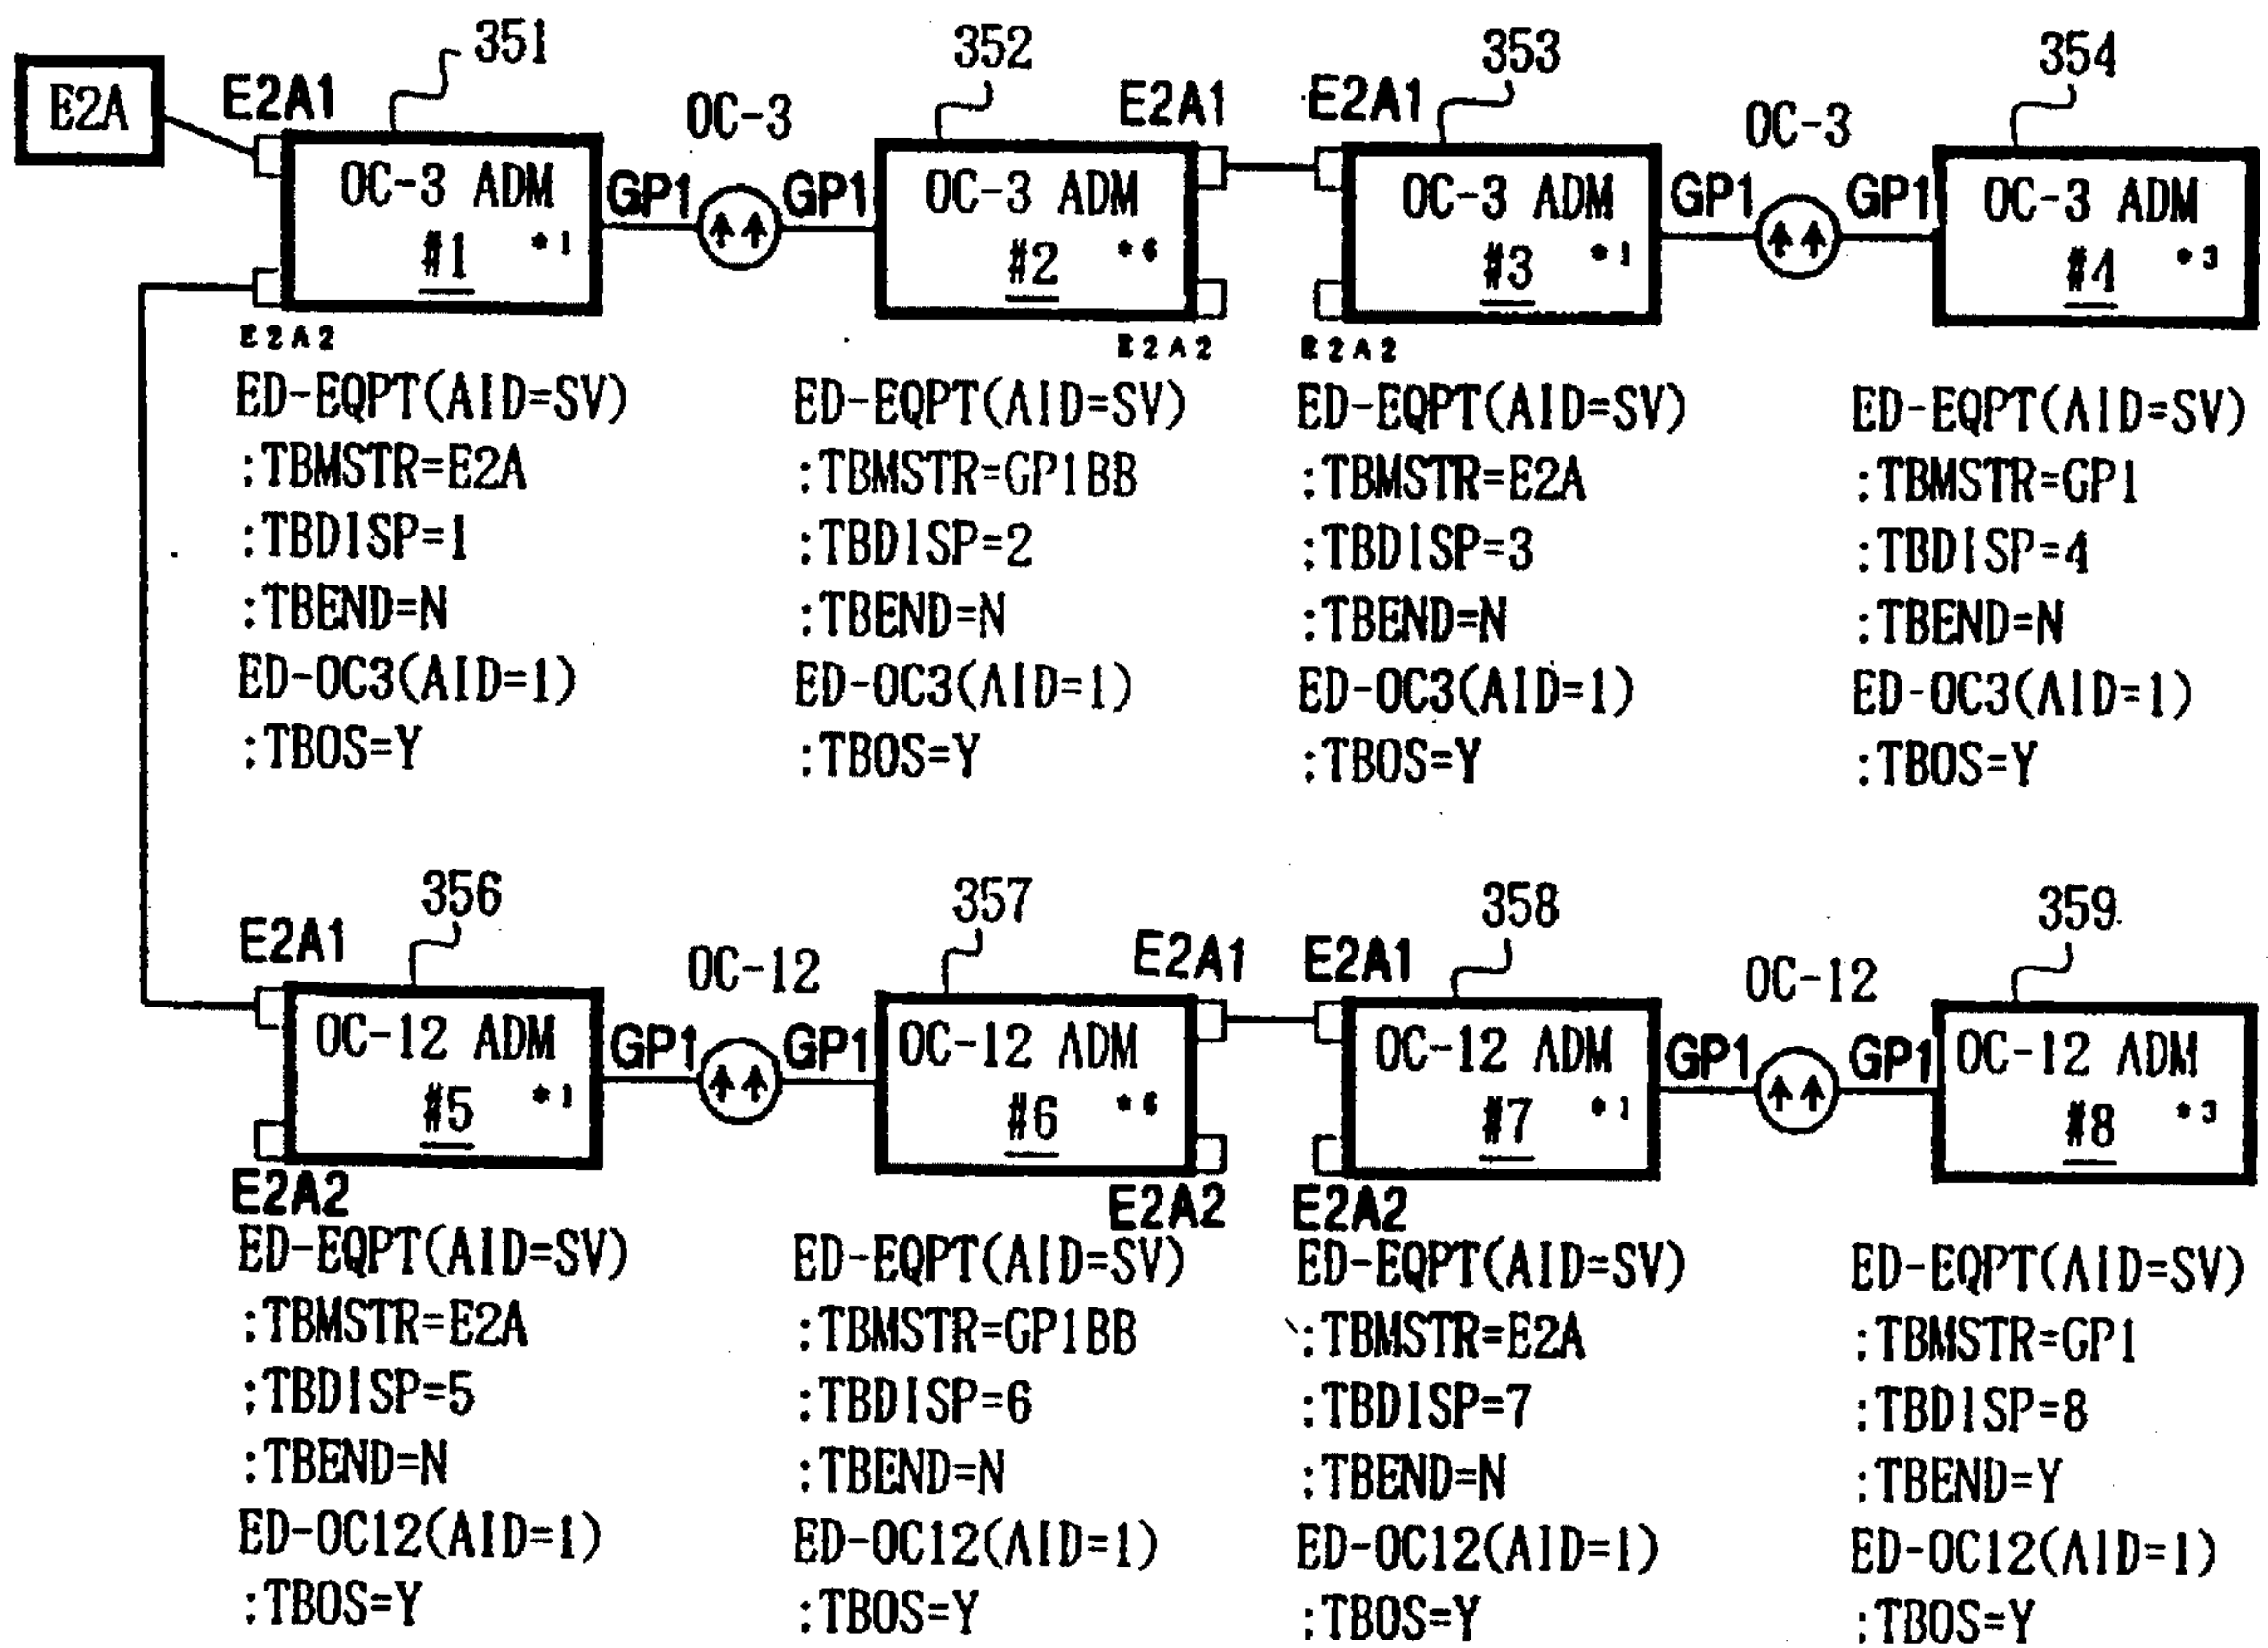 351
352
353
354
E2A
E2A1
OC-3
E2A1
E2A1
OC-3
OC-3 ADM
#1 *1
GP1
GP1
OC-3 ADM
#2 *6
OC-3 ADM
#3 *1
GP1
GP1
OC-3 ADM
#4 *3
E2A2
E2A2
E2A2
ED-EQPT(AID=SV)
:TBMSTR=E2A
:TBDISP=1
:TBEND=N
ED-OC3(AID=1)
:TBOS=Y
ED-EQPT(AID=SV)
:TBMSTR=GP1BB
:TBDISP=2
:TBEND=N
ED-OC3(AID=1)
:TBOS=Y
ED-EQPT(AID=SV)
:TBMSTR=E2A
:TBDISP=3
:TBEND=N
ED-OC3(AID=1)
:TBOS=Y
ED-EQPT(AID=SV)
:TBMSTR=GP1
:TBDISP=4
:TBEND=N
ED-OC3(AID=1)
:TBOS=Y
356
357
358
359
E2A1
OC-12
E2A1
E2A1
OC-12
OC-12 ADM
#5 *1
GP1
GP1
OC-12 ADM
#6 *6
OC-12 ADM
#7 *1
GP1
GP1
OC-12 ADM
#8 *3
E2A2
E2A2
E2A2
ED-EQPT(AID=SV)
:TBMSTR=E2A
:TBDISP=5
:TBEND=N
ED-OC12(AID=1)
:TBOS=Y
ED-EQPT(AID=SV)
:TBMSTR=GP1BB
:TBDISP=6
:TBEND=N
ED-OC12(AID=1)
:TBOS=Y
ED-EQPT(AID=SV)
:TBMSTR=E2A
:TBDISP=7
:TBEND=N
ED-OC12(AID=1)
:TBOS=Y
ED-EQPT(AID=SV)
:TBMSTR=GP1
:TBDISP=8
:TBEND=Y
ED-OC12(AID=1)
:TBOS=Y